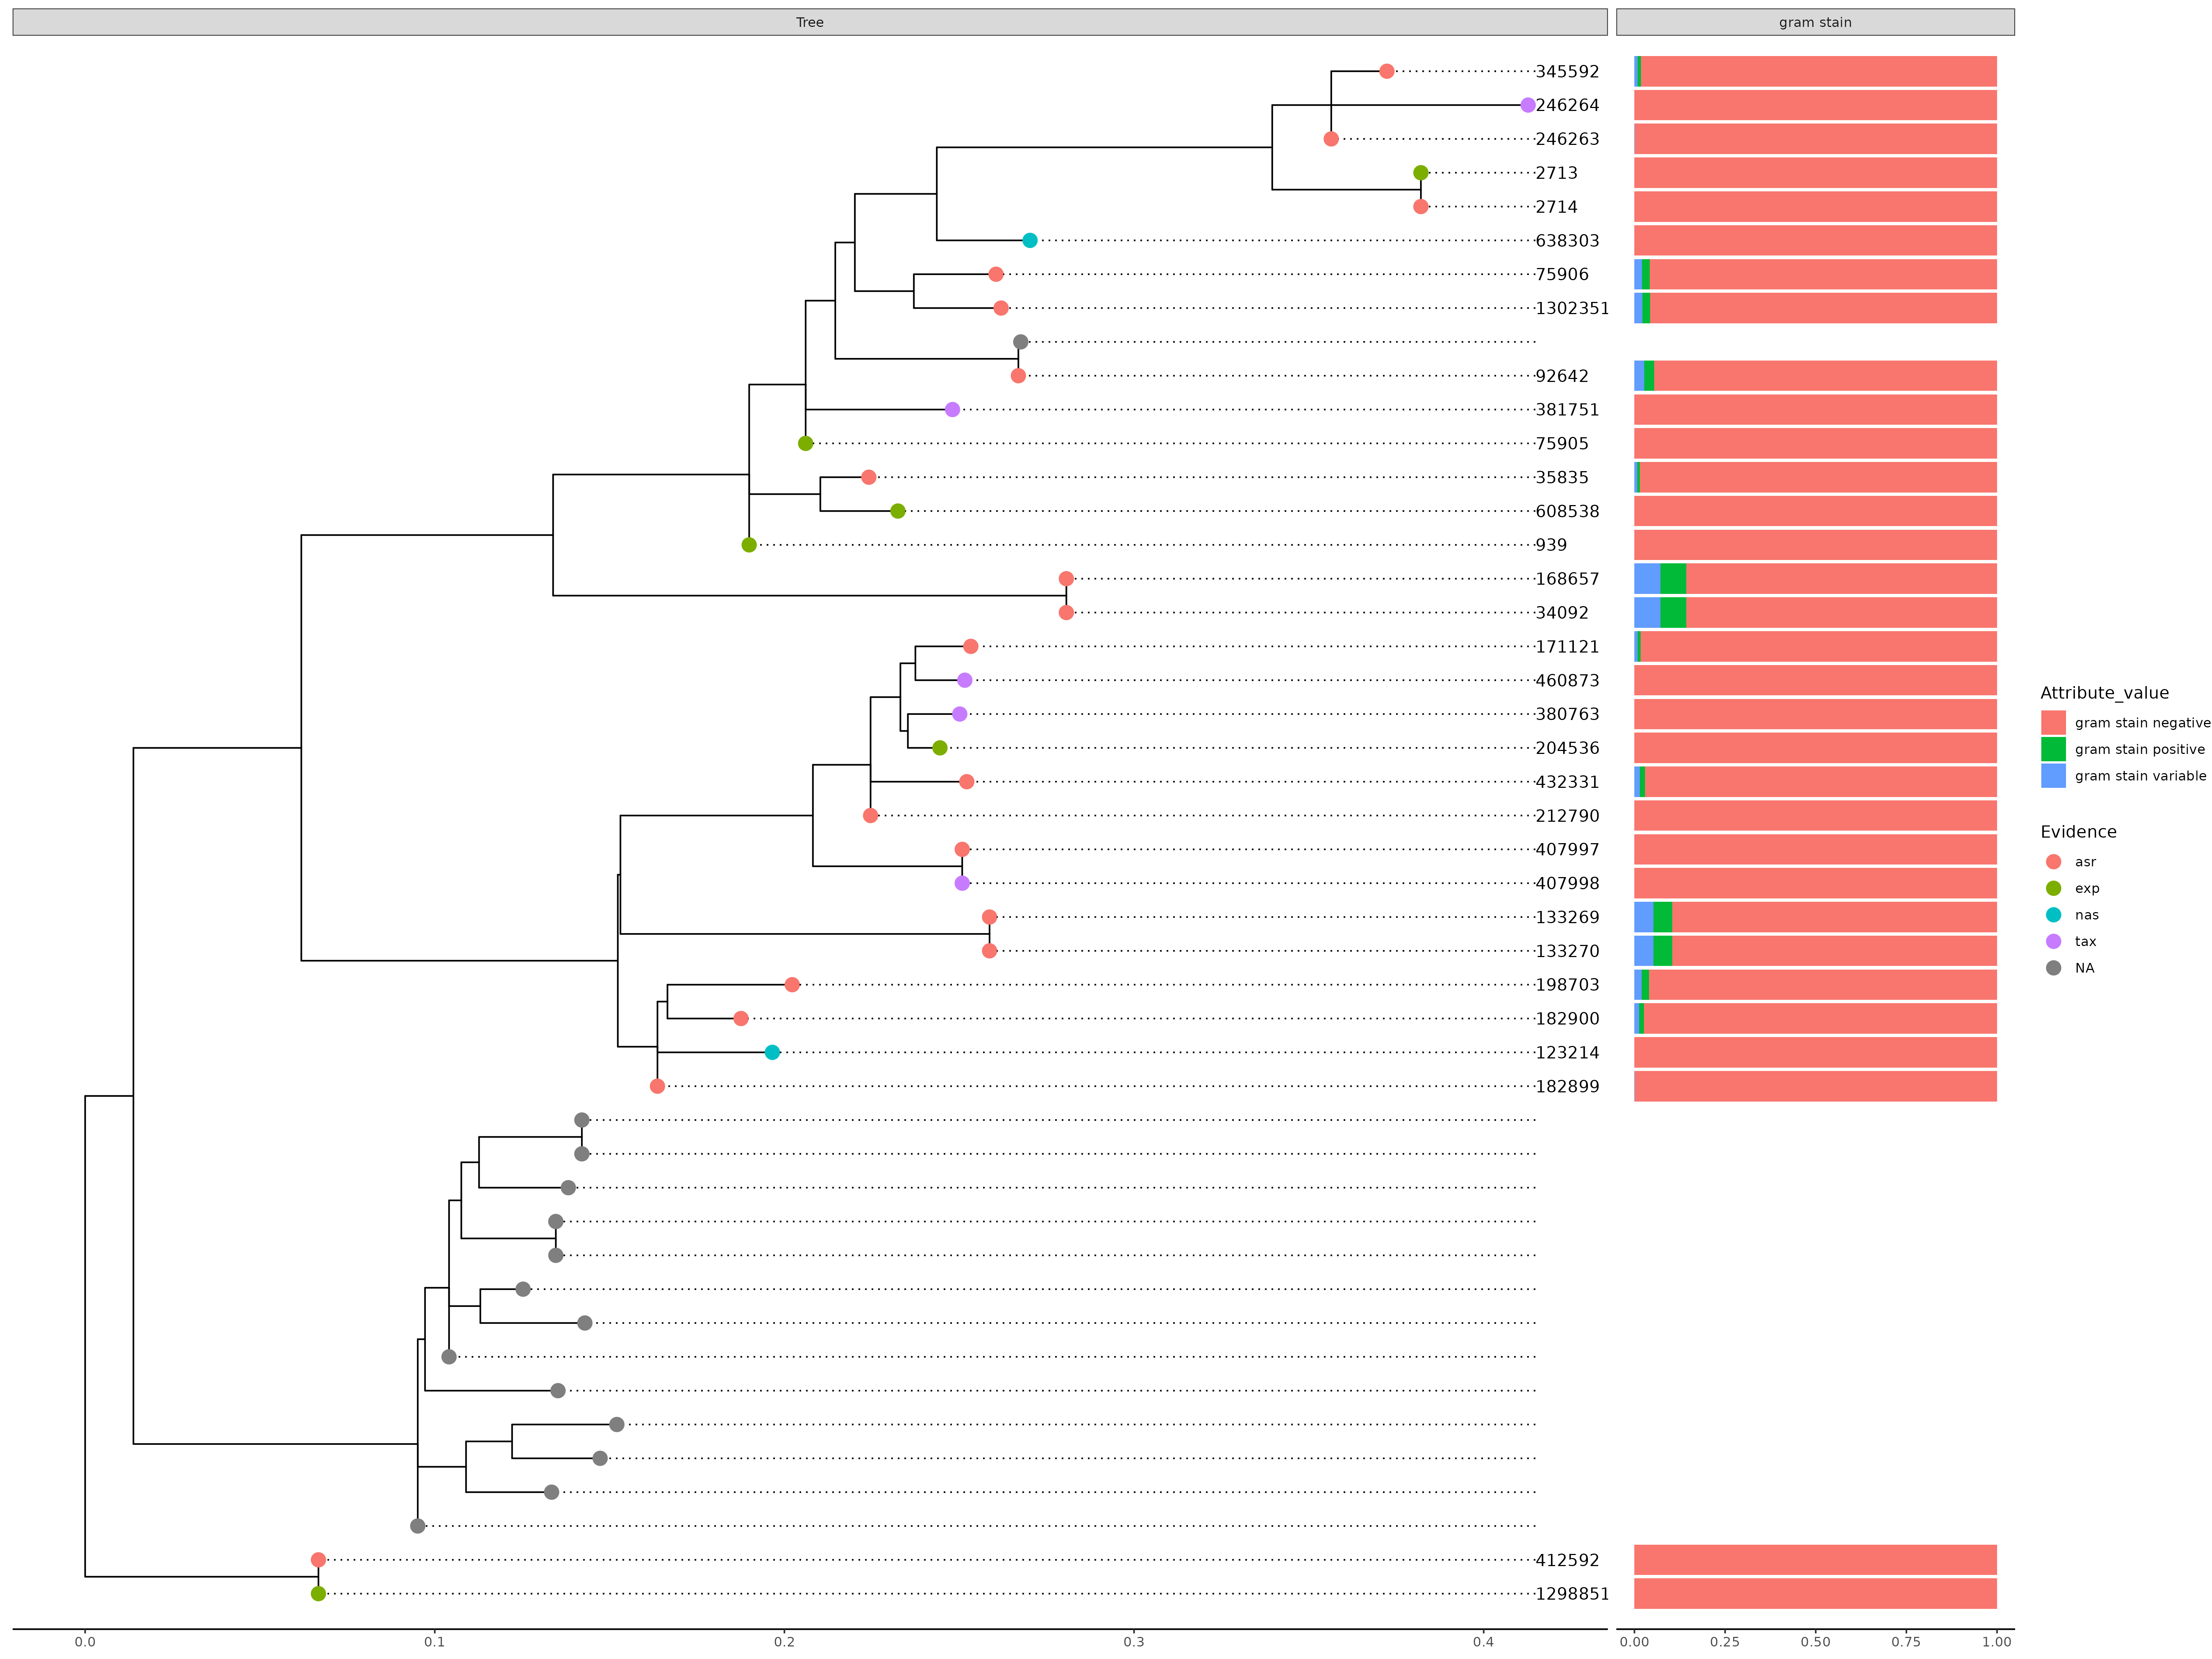 Tree
gram stain
345592
246264
246263
2713
2714
638303
75906
1302351
92642
381751
75905
35835
608538
939
168657
34092
171121
460873
380763
204536
432331
212790
407997
407998
133269
133270
198703
182900
123214
182899
412592
1298851
0.0 0.1 0.2 0.3 0.4
0.00 0.25 0.50 0.75 1.00
Attribute_value
gram stain negative
gram stain positive
gram stain variable
Evidence
asr
exp
nas
tax
NA